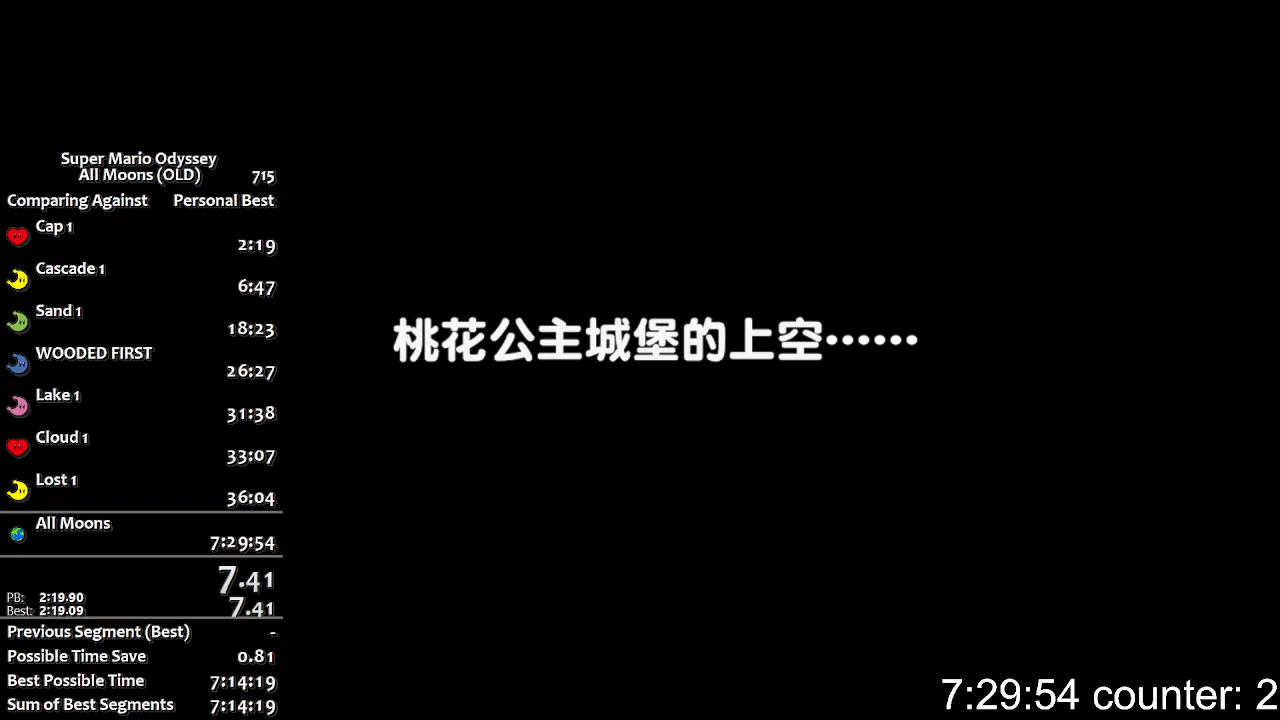 Super Mario Odyssey
All Moons (OLD) 715
Comparing Against Personal Best
Cap 1
2:19
Cascade 1
6:47
Sand 1
18:23
WOODED FIRST
26:27
Lake 1
31:38
Cloud 1
33:07
Lost 1
36:04
All Moons
7:29:54
7.41
PB: 2:19.90
Best: 2:19.09
7.41
Previous Segment (Best) -
Possible Time Save 0.81
Best Possible Time 7:14:19
Sum of Best Segments 7:14:19
桃花公主城堡的上空……
7:29:54 counter: 2